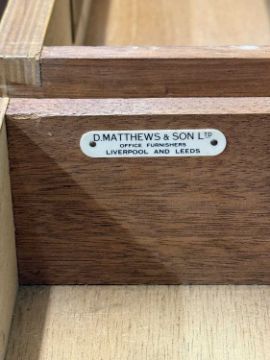 D. MATTHEWS & SON LTD
OFFICE FURNISHERS
LIVERPOOL AND LEEDS